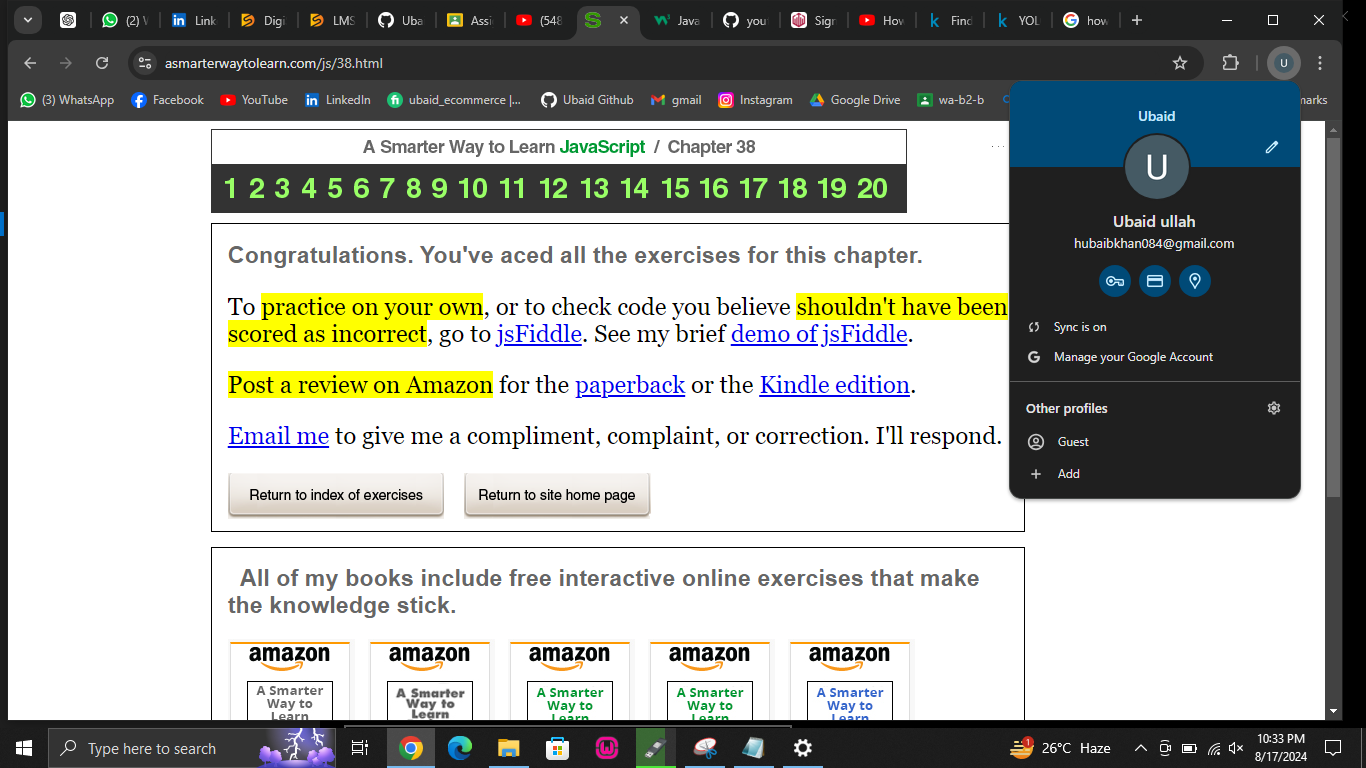 (2) W
Link
Digi
LMS
Uba
Assi
(548
Java
you
Sign
How
Find
YOL
how
asmarterwaytolearn.com/js/38.html
U
(3) WhatsApp
Facebook
YouTube
LinkedIn
ubaid_ecommerce |...
Ubaid Github
gmail
Instagram
Google Drive
wa-b2-b
marks
A Smarter Way to Learn JavaScript / Chapter 38
1 2 3 4 5 6 7 8 9 10 11 12 13 14 15 16 17 18 19 20
Congratulations. You've aced all the exercises for this chapter.
To practice on your own, or to check code you believe shouldn't have been
scored as incorrect, go to jsFiddle. See my brief demo of jsFiddle.
Post a review on Amazon for the paperback or the Kindle edition.
Email me to give me a compliment, complaint, or correction. I'll respond.
Return to index of exercises
Return to site home page
All of my books include free interactive online exercises that make
the knowledge stick.
amazon
A Smarter
Way to
Learn
amazon
A Smarter
Way to
Learn
amazon
A Smarter
Way to
Learn
amazon
A Smarter
Way to
Learn
amazon
A Smarter
Way to
Learn
Ubaid
U
Ubaid ullah
hubaibkhan084@gmail.com
Sync is on
Manage your Google Account
Other profiles
Guest
Add
Type here to search
1
26°C Haze
10:33 PM
8/17/2024